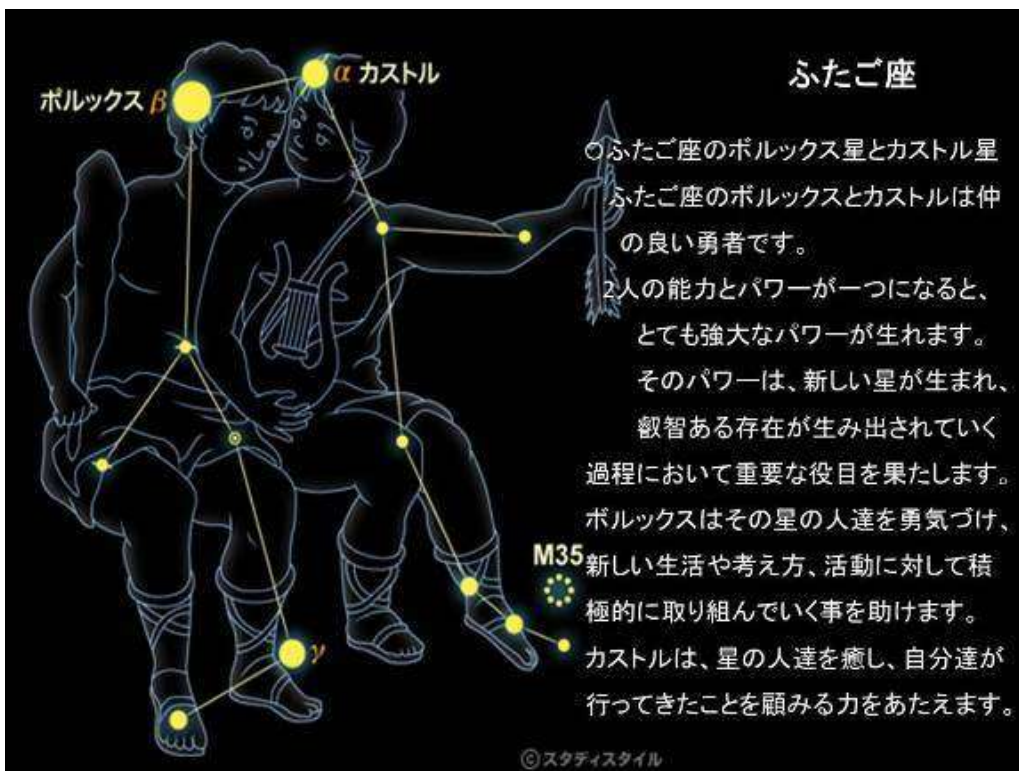 ポルックス β
α カストル
ふたご座
○ふたご座のボルックス星とカストル星
ふたご座のボルックスとカストルは仲
の良い勇者です。
2人の能力とパワーが一つになると、
とても強大なパワーが生れます。
そのパワーは、新しい星が生まれ、
叡智ある存在が生み出されていく
過程において重要な役目を果たします。
ボルックスはその星の人達を勇気づけ、
新しい生活や考え方、活動に対して積
極的に取り組んでいく事を助けます。
カストルは、星の人達を癒し、自分達が
行ってきたことを顧みる力をあたえます。
M35
γ
©スタディスタイル